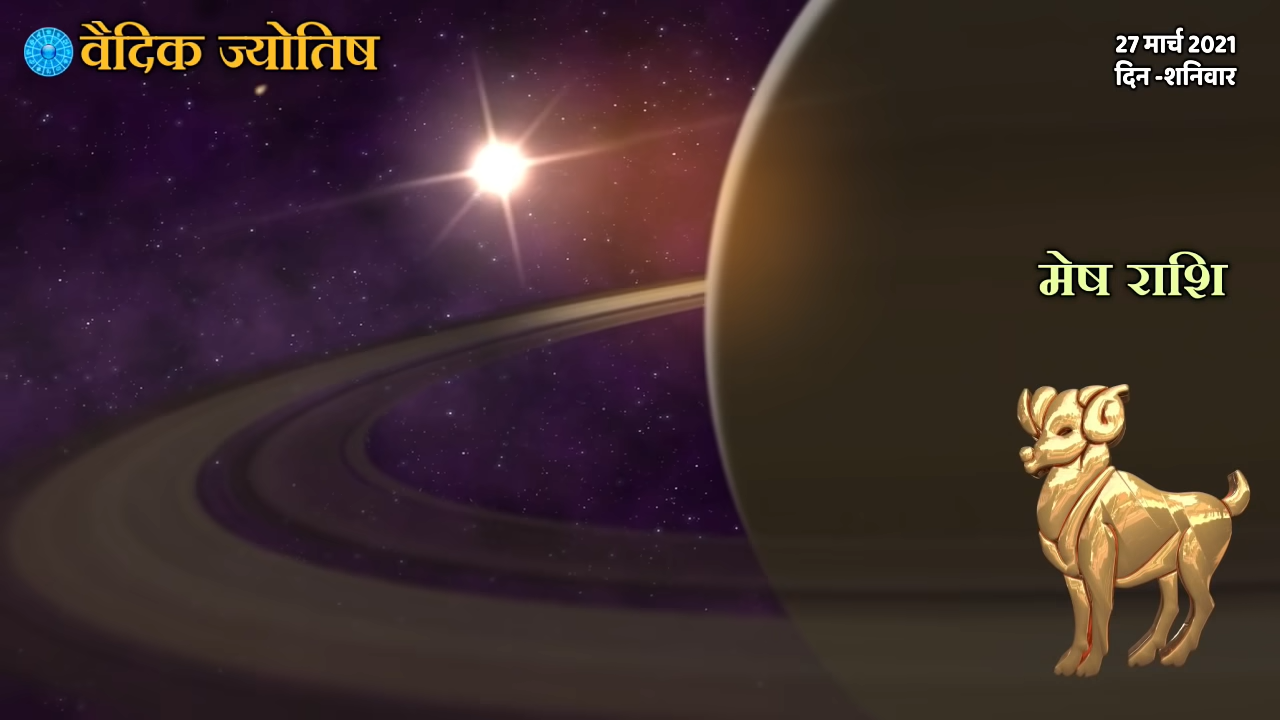 वैदिक ज्योतिष
27 मार्च 2021
दिन -शनिवार
मेष राशि